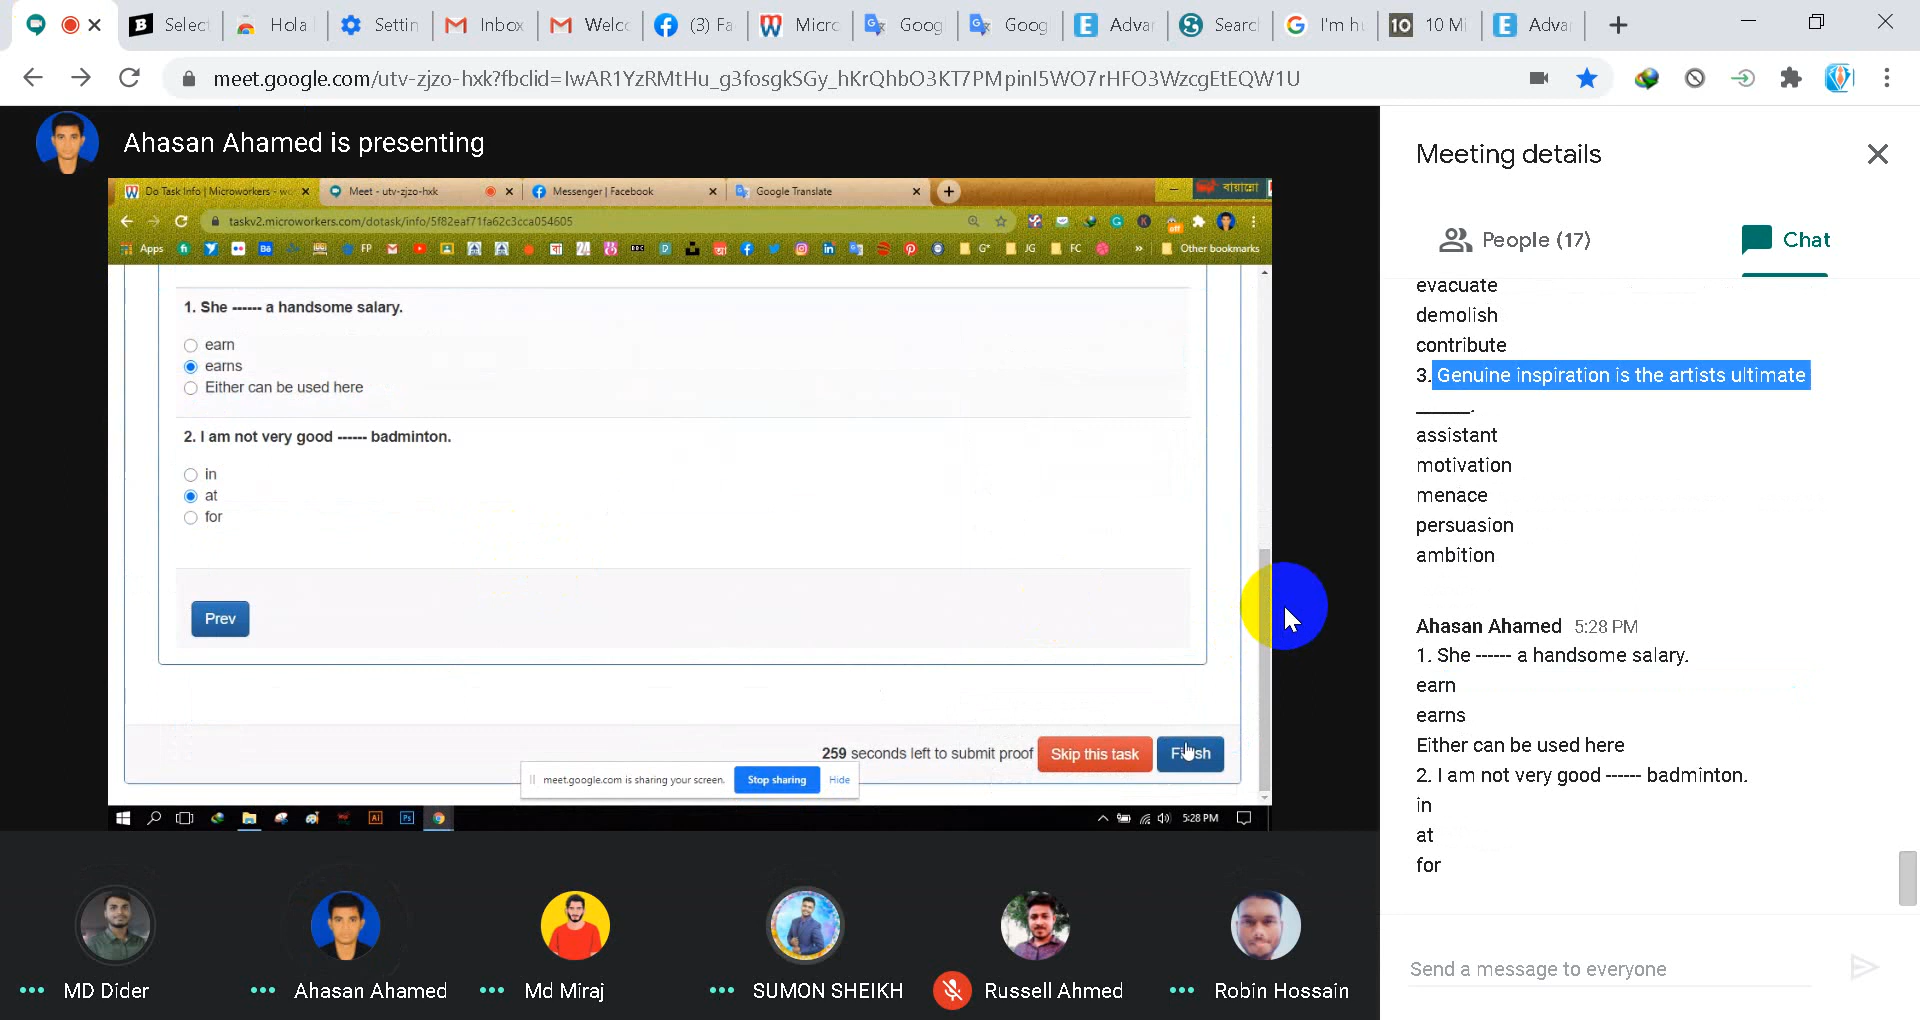 Selec
Hola
Settin
Inbox
Welc
(3) Fa
Micro
Goog
Goog
Adva
Searc
I'm hu
10 Mi
Adva
meet.google.com/utv-zjzo-hxk?fbclid=IwAR1YzRMtHu_g3fosgkSGy_hKrQhbO3KT7PMpinI5WO7rHFO3WzcgEtEQW1U
Ahasan Ahamed is presenting
Do Task Info | Microworkers - wo
Meet - utv-zjzo-hxk
Messenger | Facebook
Google Translate
বায়ান্নো
taskv2.microworkers.com/dotask/info/5f82eaf71fa62c3cca054605
Apps
FP
G*
JG
FC
»
Other bookmarks
1. She ------ a handsome salary.
earn
earns
Either can be used here
2. I am not very good ------ badminton.
in
at
for
Prev
259 seconds left to submit proof
Skip this task
Finish
meet.google.com is sharing your screen.
Stop sharing
Hide
5:28 PM
MD Dider
Ahasan Ahamed
Md Miraj
SUMON SHEIKH
Russell Ahmed
Robin Hossain
Meeting details
People (17)
Chat
evacuate
demolish
contribute
3. Genuine inspiration is the artists ultimate
______.
assistant
motivation
menace
persuasion
ambition
Ahasan Ahamed 5:28 PM
1. She ------ a handsome salary.
earn
earns
Either can be used here
2. I am not very good ------ badminton.
in
at
for
Send a message to everyone